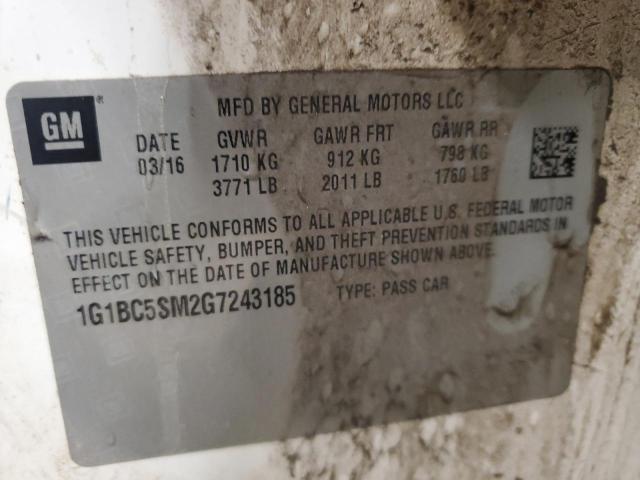 GM ®
MFD BY GENERAL MOTORS LLC
DATE GVWR GAWR FRT GAWR RR
03/16 1710 KG 912 KG 798 KG
3771 LB 2011 LB 1760 LB
THIS VEHICLE CONFORMS TO ALL APPLICABLE U.S. FEDERAL MOTOR
VEHICLE SAFETY, BUMPER, AND THEFT PREVENTION STANDARDS IN
EFFECT ON THE DATE OF MANUFACTURE SHOWN ABOVE.
1G1BC5SM2G7243185 TYPE: PASS CAR